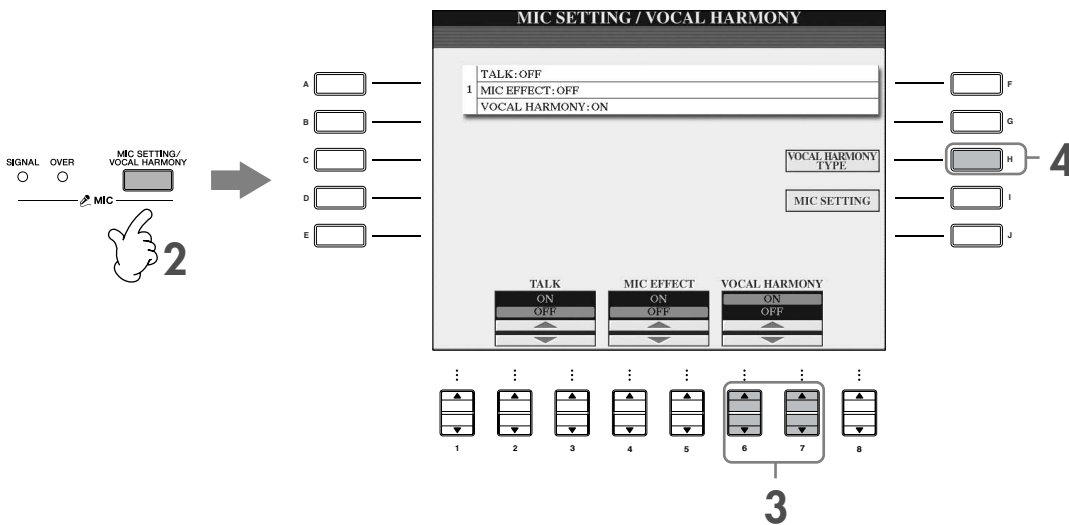 MIC SETTING / VOCAL HARMONY
TALK:OFF
1 MIC EFFECT:OFF
VOCAL HARMONY:ON
A
B
C
D
E
F
G
H
I
J
4
SIGNAL OVER
MIC SETTING/
VOCAL HARMONY
MIC
2
VOCAL HARMONY
TYPE
MIC SETTING
TALK MIC EFFECT VOCAL HARMONY
ON ON ON
OFF OFF OFF
1 2 3 4 5 6 7 8
3